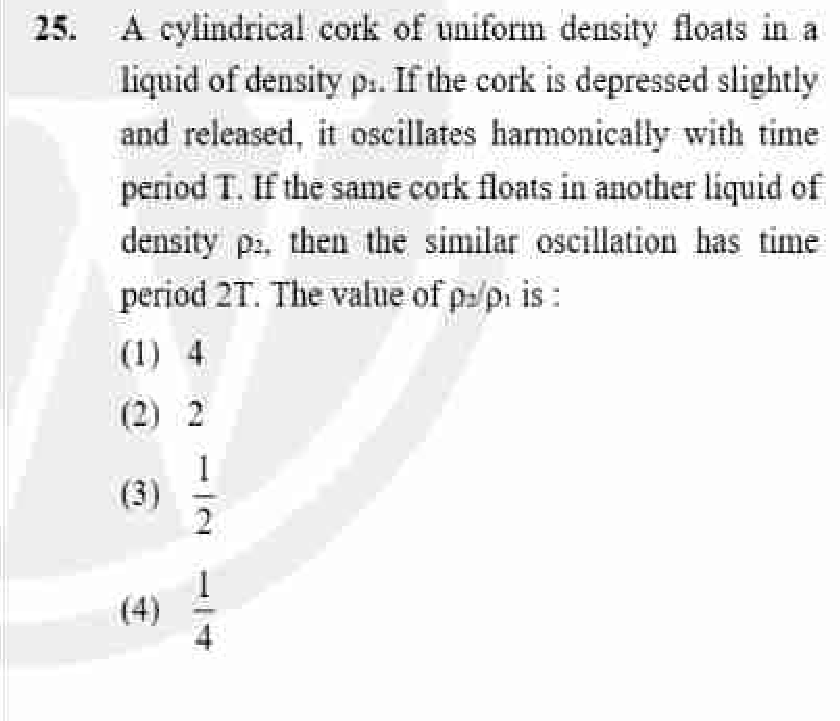 25. A cylindrical cork of uniform density floats in a
liquid of density ρ₁. If the cork is depressed slightly
and released, it oscillates harmonically with time
period T. If the same cork floats in another liquid of
density ρ₂, then the similar oscillation has time
period 2T. The value of ρ₂/ρ₁ is :
(1) 4
(2) 2
(3) 1/2
(4) 1/4